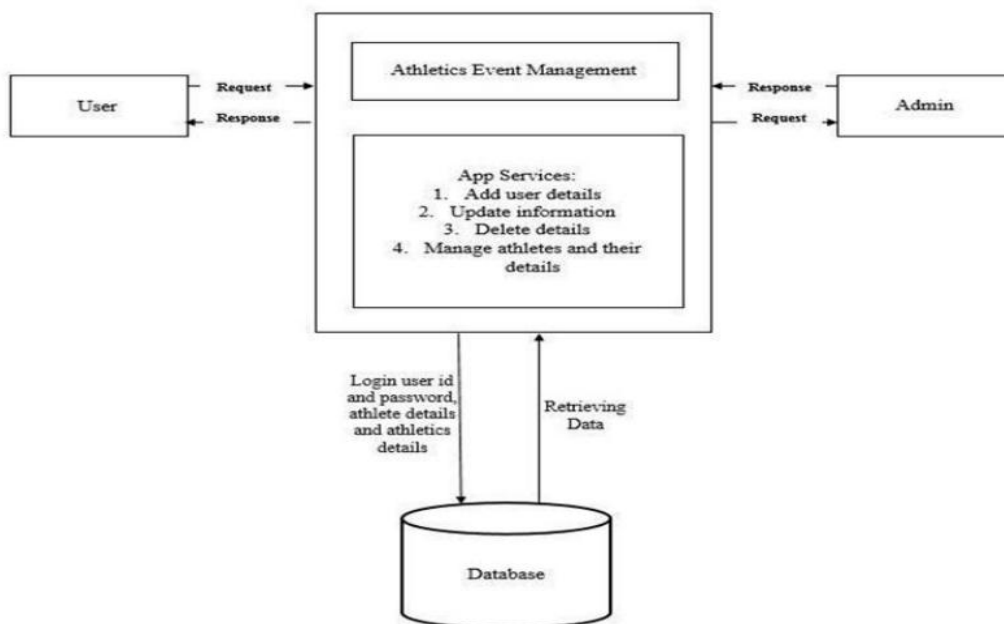 Athletics Event Management
User
Request
Response
Response
Request
Admin
App Services:
1. Add user details
2. Update information
3. Delete details
4. Manage athletes and their
details
Login user id
and password,
athlete details
and athletics
details
Retrieving
Data
Database